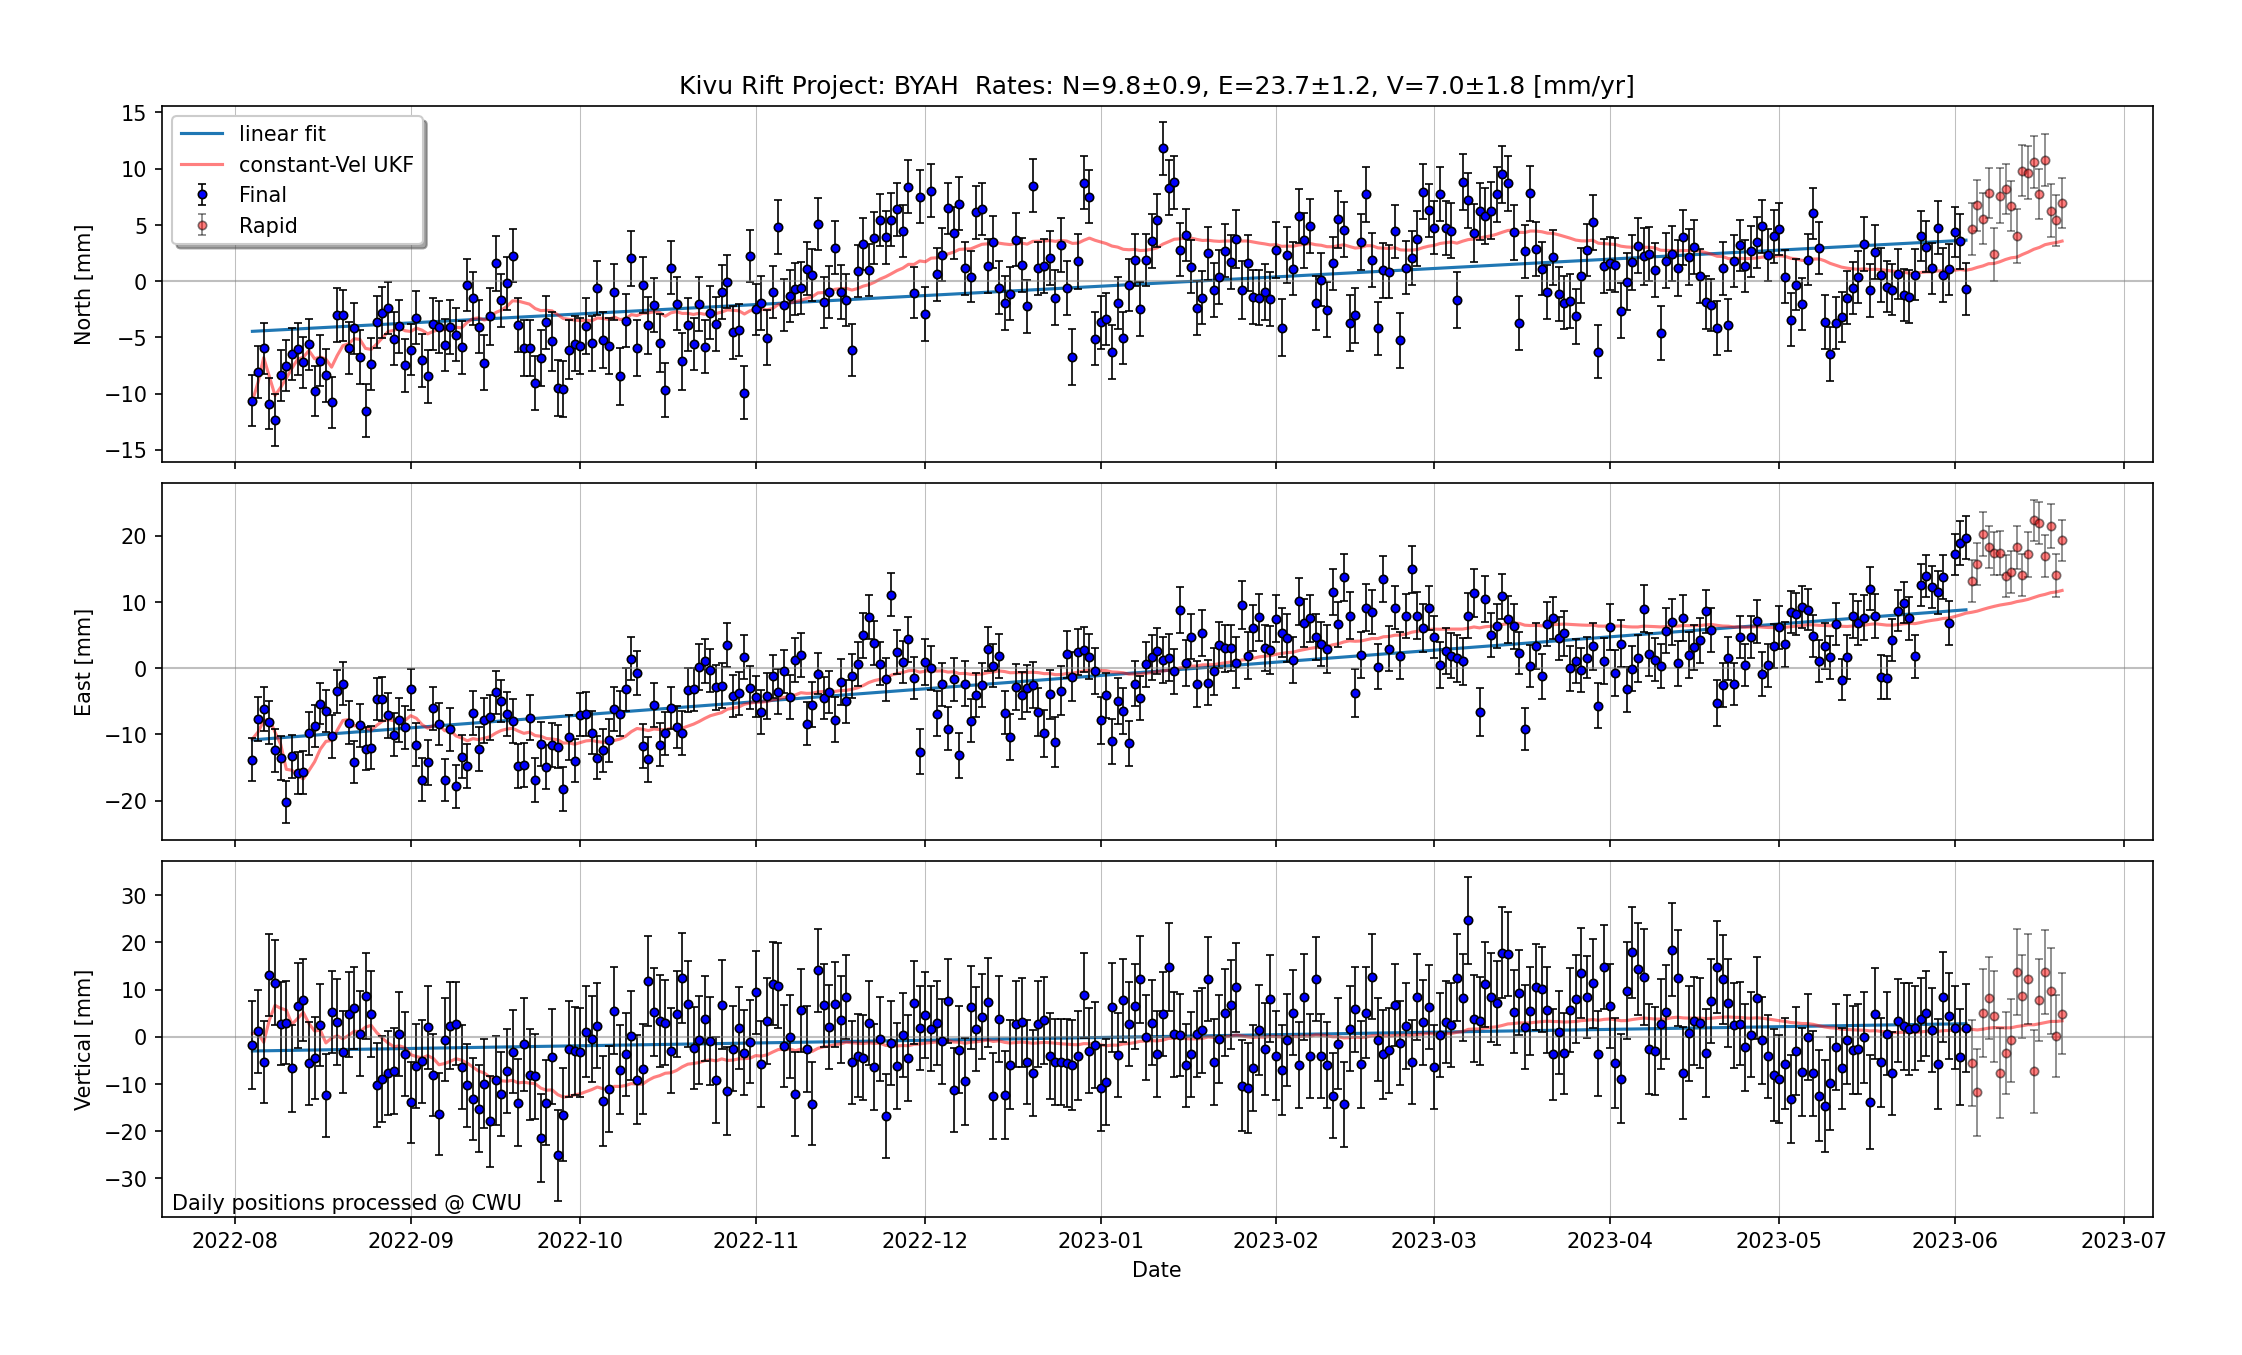 Kivu Rift Project: BYAH  Rates: N=9.8±0.9, E=23.7±1.2, V=7.0±1.8 [mm/yr]
North [mm]
15
10
5
0
−5
−10
−15
linear fit
constant-Vel UKF
Final
Rapid
East [mm]
20
10
0
−10
−20
Vertical [mm]
30
20
10
0
−10
−20
−30
Daily positions processed @ CWU
2022-08 2022-09 2022-10 2022-11 2022-12 2023-01 2023-02 2023-03 2023-04 2023-05 2023-06 2023-07
Date